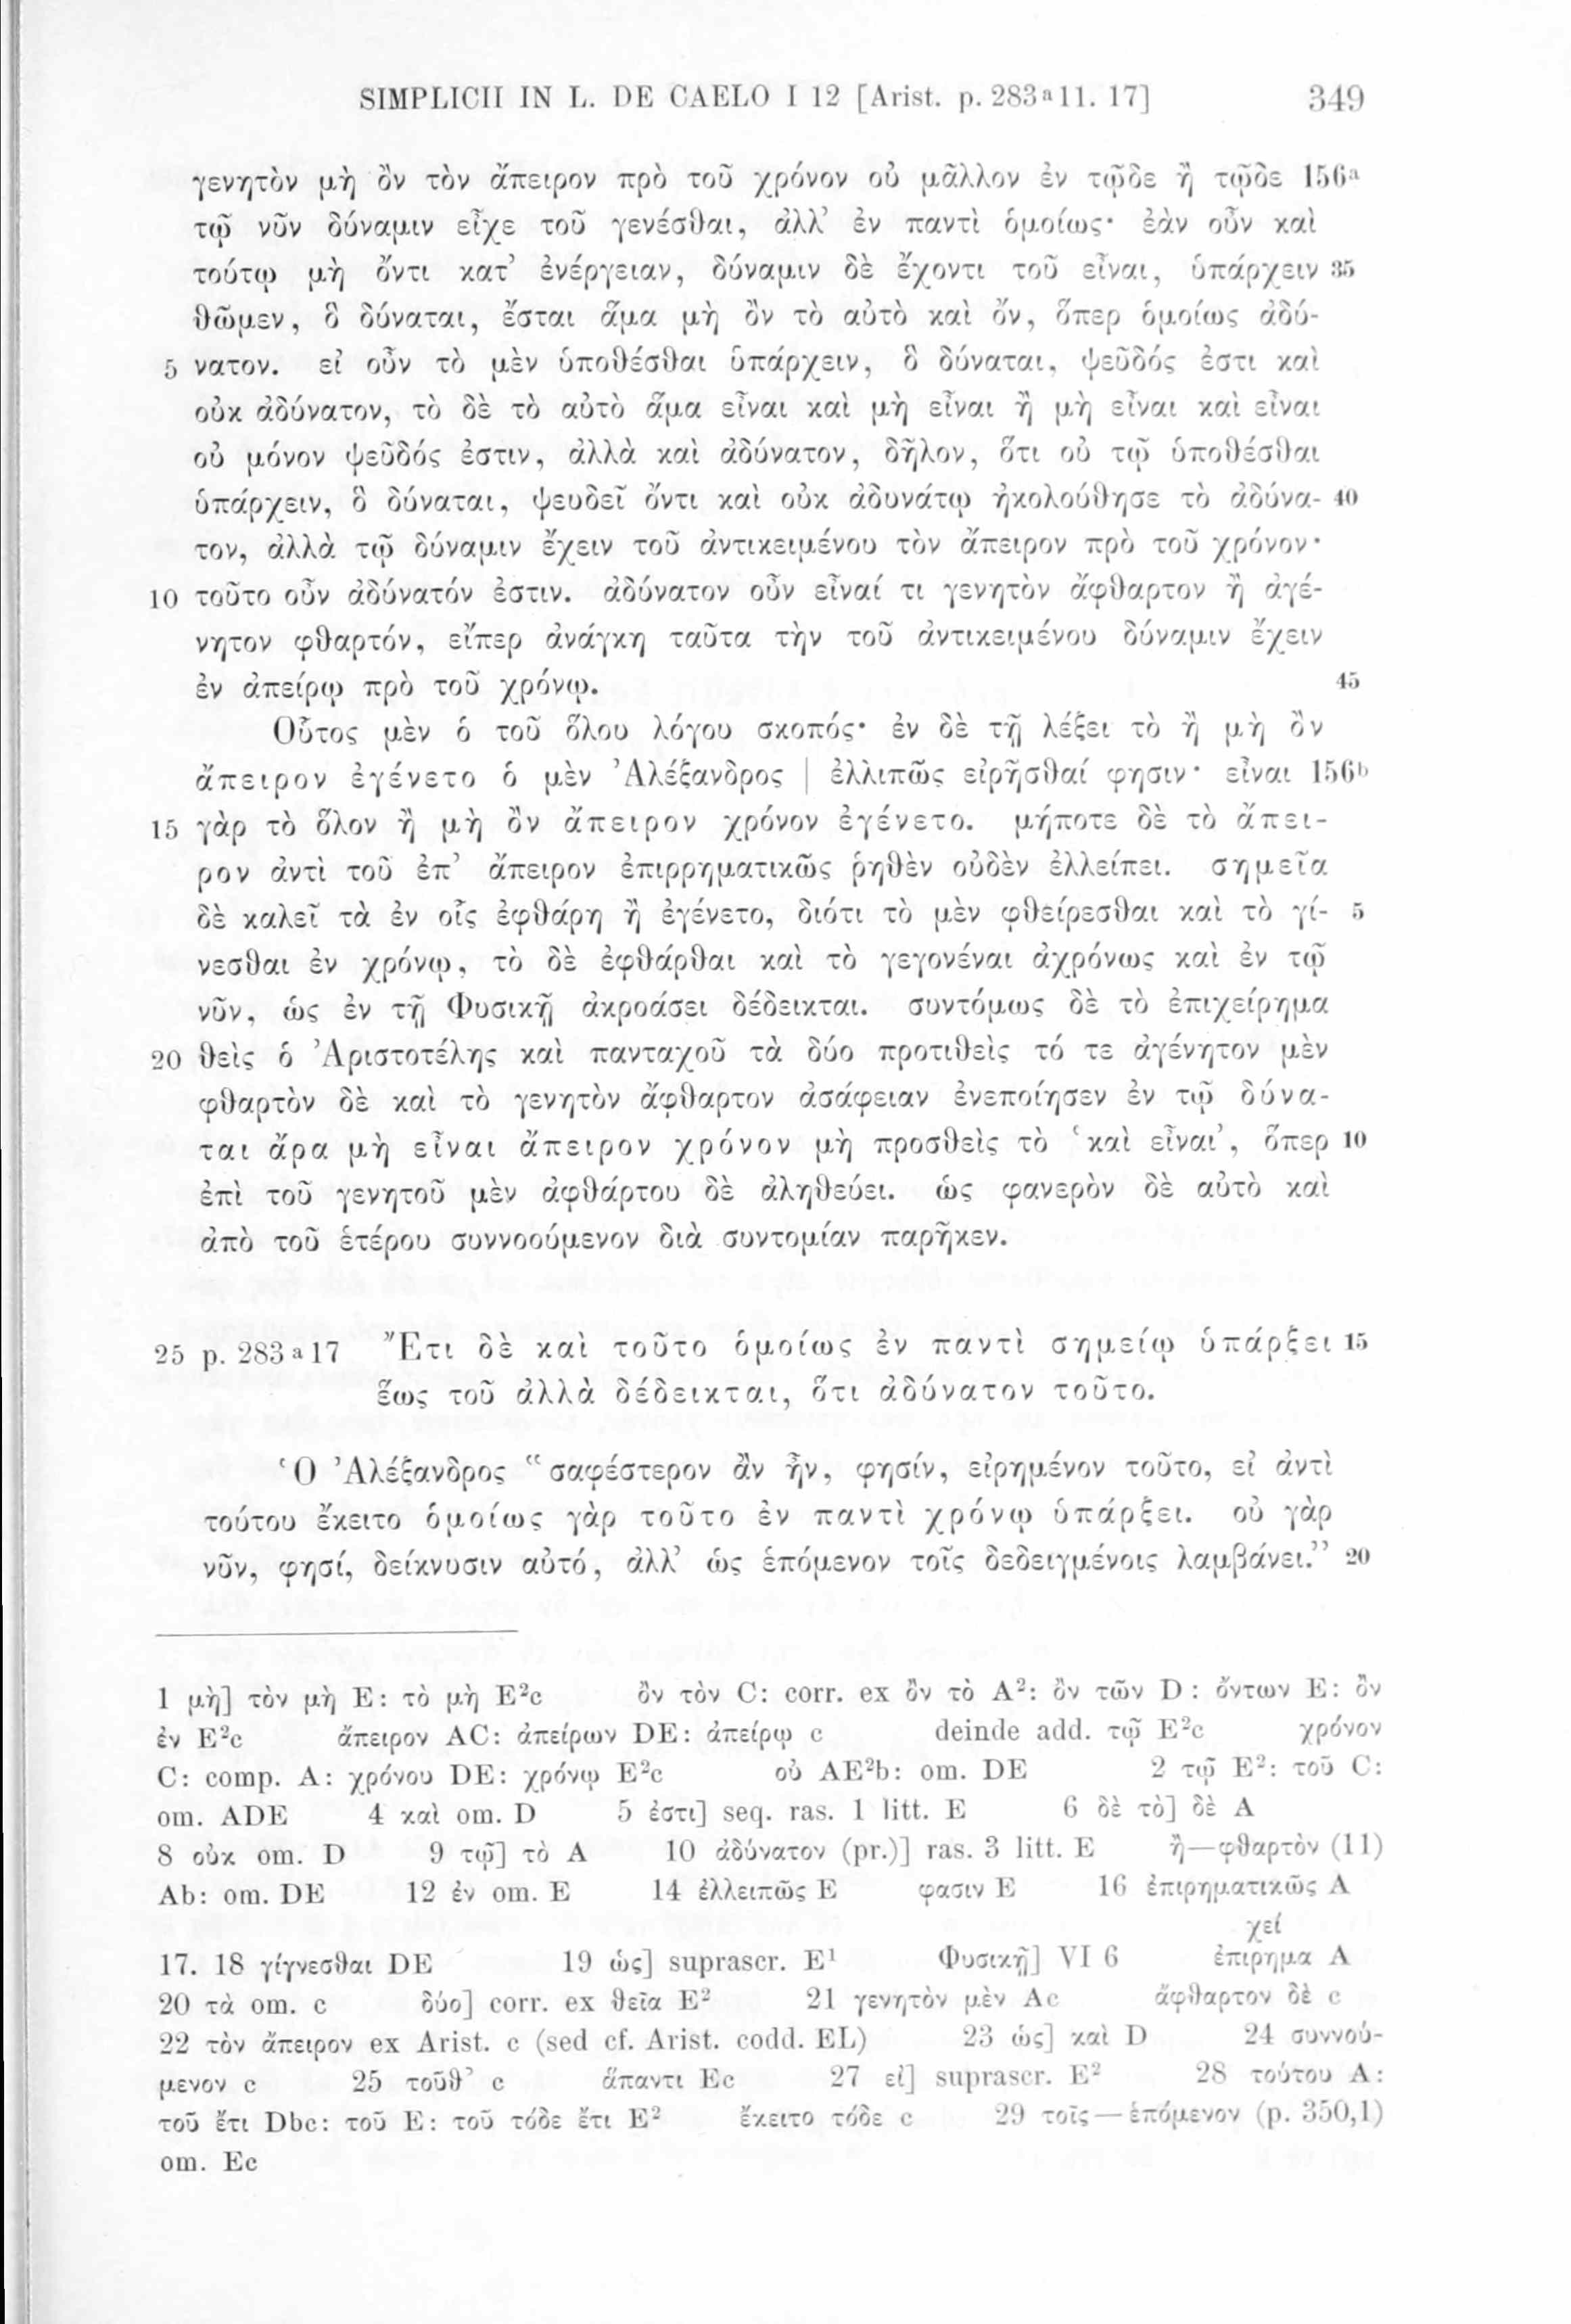 SIMPLICII IN L. DE CAELO I 12 [Arist. p. 283ª11. 17] 349
γενητὸν μὴ ὂν τὸν ἄπειρον πρὸ τοῦ χρόνον οὐ μᾶλλον ἐν τῷδε ἢ τῷδε 156ª
τῷ νῦν δύναμιν εἶχε τοῦ γενέσθαι, ἀλλ’ ἐν παντὶ ὁμοίως· ἐὰν οὖν καὶ
τούτῳ μὴ ὄντι κατ’ ἐνέργειαν, δύναμιν δὲ ἔχοντι τοῦ εἶναι, ὑπάρχειν 35
θῶμεν, ὃ δύναται, ἔσται ἅμα μὴ ὂν τὸ αὐτὸ καὶ ὄν, ὅπερ ὁμοίως ἀδύ-
5 νατον. εἰ οὖν τὸ μὲν ὑποθέσθαι ὑπάρχειν, ὃ δύναται, ψεῦδός ἐστι καὶ
οὐκ ἀδύνατον, τὸ δὲ τὸ αὐτὸ ἅμα εἶναι καὶ μὴ εἶναι ἢ μὴ εἶναι καὶ εἶναι
οὐ μόνον ψεῦδός ἐστιν, ἀλλὰ καὶ ἀδύνατον, δῆλον, ὅτι οὐ τῷ ὑποθέσθαι
ὑπάρχειν, ὃ δύναται, ψευδεῖ ὄντι καὶ οὐκ ἀδυνάτῳ ἠκολούθησε τὸ ἀδύνα- 40
τον, ἀλλὰ τῷ δύναμιν ἔχειν τοῦ ἀντικειμένου τὸν ἄπειρον πρὸ τοῦ χρόνον·
10 τοῦτο οὖν ἀδύνατόν ἐστιν. ἀδύνατον οὖν εἶναί τι γενητὸν ἄφθαρτον ἢ ἀγέ-
νητον φθαρτόν, εἴπερ ἀνάγκη ταῦτα τὴν τοῦ ἀντικειμένου δύναμιν ἔχειν
ἐν ἀπείρῳ πρὸ τοῦ χρόνῳ. 45
Οὗτος μὲν ὁ τοῦ ὅλου λόγου σκοπός· ἐν δὲ τῇ λέξει τὸ ἢ μὴ ὂν
ἄπειρον ἐγένετο ὁ μὲν Ἀλέξανδρος | ἐλλιπῶς εἰρῆσθαί φησιν· εἶναι 156ᵇ
15 γὰρ τὸ ὅλον ἢ μὴ ὂν ἄπειρον χρόνον ἐγένετο. μήποτε δὲ τὸ ἄπει-
ρον ἀντὶ τοῦ ἐπ’ ἄπειρον ἐπιρρηματικῶς ῥηθὲν οὐδὲν ἐλλείπει. σημεῖα
δὲ καλεῖ τὰ ἐν οἷς ἐφθάρη ἢ ἐγένετο, διότι τὸ μὲν φθείρεσθαι καὶ τὸ γί- 5
νεσθαι ἐν χρόνῳ, τὸ δὲ ἐφθάρθαι καὶ τὸ γεγονέναι ἀχρόνως καὶ ἐν τῷ
νῦν, ὡς ἐν τῇ Φυσικῇ ἀκροάσει δέδεικται. συντόμως δὲ τὸ ἐπιχείρημα
20 θεὶς ὁ Ἀριστοτέλης καὶ πανταχοῦ τὰ δύο προτιθεὶς τό τε ἀγένητον μὲν
φθαρτὸν δὲ καὶ τὸ γενητὸν ἄφθαρτον ἀσάφειαν ἐνεποίησεν ἐν τῷ δύνα-
ται ἄρα μὴ εἶναι ἄπειρον χρόνον μὴ προσθεὶς τὸ ‘καὶ εἶναι’, ὅπερ 10
ἐπὶ τοῦ γενητοῦ μὲν ἀφθάρτου δὲ ἀληθεύει. ὡς φανερὸν δὲ αὐτὸ καὶ
ἀπὸ τοῦ ἑτέρου συννοούμενον διὰ συντομίαν παρῆκεν.
25 p. 283ª17 Ἔτι δὲ καὶ τοῦτο ὁμοίως ἐν παντὶ σημείῳ ὑπάρξει 15
ἕως τοῦ ἀλλὰ δέδεικται, ὅτι ἀδύνατον τοῦτο.
Ὁ Ἀλέξανδρος “σαφέστερον ἂν ἦν, φησίν, εἰρημένον τοῦτο, εἰ ἀντὶ
τούτου ἔκειτο ὁμοίως γὰρ τοῦτο ἐν παντὶ χρόνῳ ὑπάρξει. οὐ γὰρ
νῦν, φησί, δείκνυσιν αὐτό, ἀλλ’ ὡς ἑπόμενον τοῖς δεδειγμένοις λαμβάνει.” 20
1 μὴ] τὸν μὴ E: τὸ μὴ E²c ὂν τὸν C: corr. ex ὂν τὸ A²: ὂν τῶν D: ὄντων E: ὂν
ἐν E²c ἄπειρον AC: ἀπείρων DE: ἀπείρῳ c deinde add. τῷ E²c χρόνον
C: comp. A: χρόνου DE: χρόνῳ E²c οὐ AE²b: om. DE 2 τῷ E²: τοῦ C:
om. ADE 4 καὶ om. D 5 ἐστι] seq. ras. 1 litt. E 6 δὲ τὸ] δὲ A
8 οὐκ om. D 9 τῷ] τὸ A 10 ἀδύνατον (pr.)] ras. 3 litt. E ἢ—φθαρτὸν (11)
Ab: om. DE 12 ἐν om. E 14 ἐλλειπῶς E φασιν E 16 ἐπιρηματικῶς A
χεί
17. 18 γίγνεσθαι DE 19 ὡς] suprascr. E¹ Φυσικῇ] VI 6 ἐπιρημα A
20 τὰ om. c δύο] corr. ex θεῖα E² 21 γενητὸν μὲν Ac ἄφθαρτον δὲ c
22 τὸν ἄπειρον ex Arist. c (sed cf. Arist. codd. EL) 23 ὡς] καὶ D 24 συννού-
μενον c 25 τοῦθ’ c ἅπαντι Ec 27 εἰ] suprascr. E² 28 τούτου A:
τοῦ ἔτι Dbc: τοῦ E: τοῦ τόδε ἔτι E² ἔκειτο τόδε c 29 τοῖς—ἑπόμενον (p. 350,1)
om. Ec